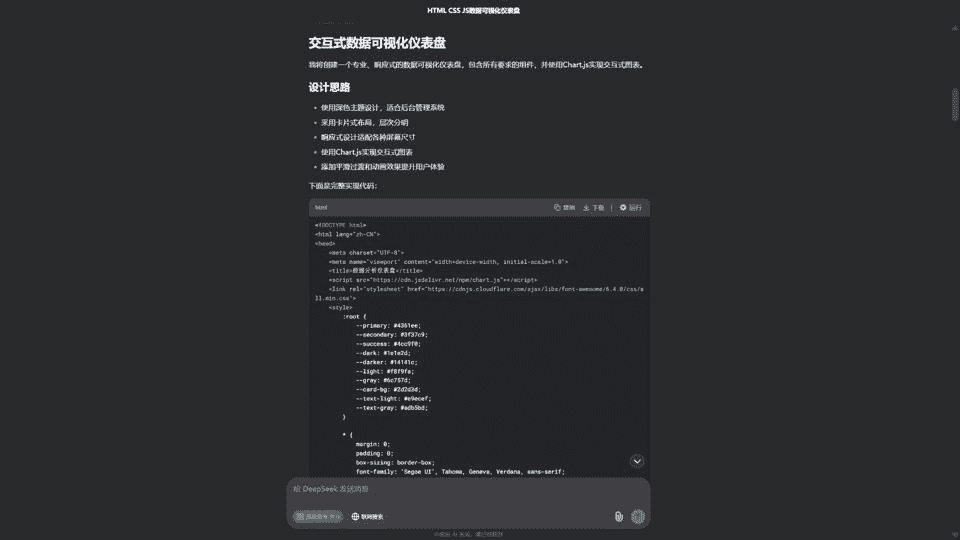 HTML CSS JS数据可视化仪表盘
交互式数据可视化仪表盘
我将创建一个专业、响应式的数据可视化仪表盘，包含所有要求的组件，并使用Chart.js实现交互式图表。
设计思路
使用深色主题设计，适合后台管理系统
采用卡片式布局，层次分明
响应式设计适配各种屏幕尺寸
使用Chart.js实现交互式图表
添加平滑过渡和动画效果提升用户体验
下面是完整实现代码：
html 复制 下载 运行
<!DOCTYPE html>
<html lang="zh-CN">
<head>
<meta charset="UTF-8">
<meta name="viewport" content="width=device-width, initial-scale=1.0">
<title>数据分析仪表盘</title>
<script src="https://cdn.jsdelivr.net/npm/chart.js"></script>
<link rel="stylesheet" href="https://cdnjs.cloudflare.com/ajax/libs/font-awesome/6.4.0/css/a
ll.min.css">
<style>
:root {
--primary: #4361ee;
--secondary: #3f37c9;
--success: #4cc9f0;
--dark: #1e1e2d;
--darker: #14141c;
--light: #f8f9fa;
--gray: #6c757d;
--card-bg: #2d2d3d;
--text-light: #e9ecef;
--text-gray: #adb5bd;
}
* {
margin: 0;
padding: 0;
box-sizing: border-box;
font-family: 'Segoe UI', Tahoma, Geneva, Verdana, sans-serif;
给 DeepSeek 发送消息
联网搜索